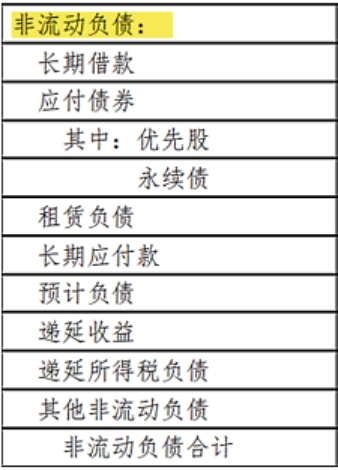 非流动负债：
长期借款
应付债券
其中：优先股
永续债
租赁负债
长期应付款
预计负债
递延收益
递延所得税负债
其他非流动负债
非流动负债合计